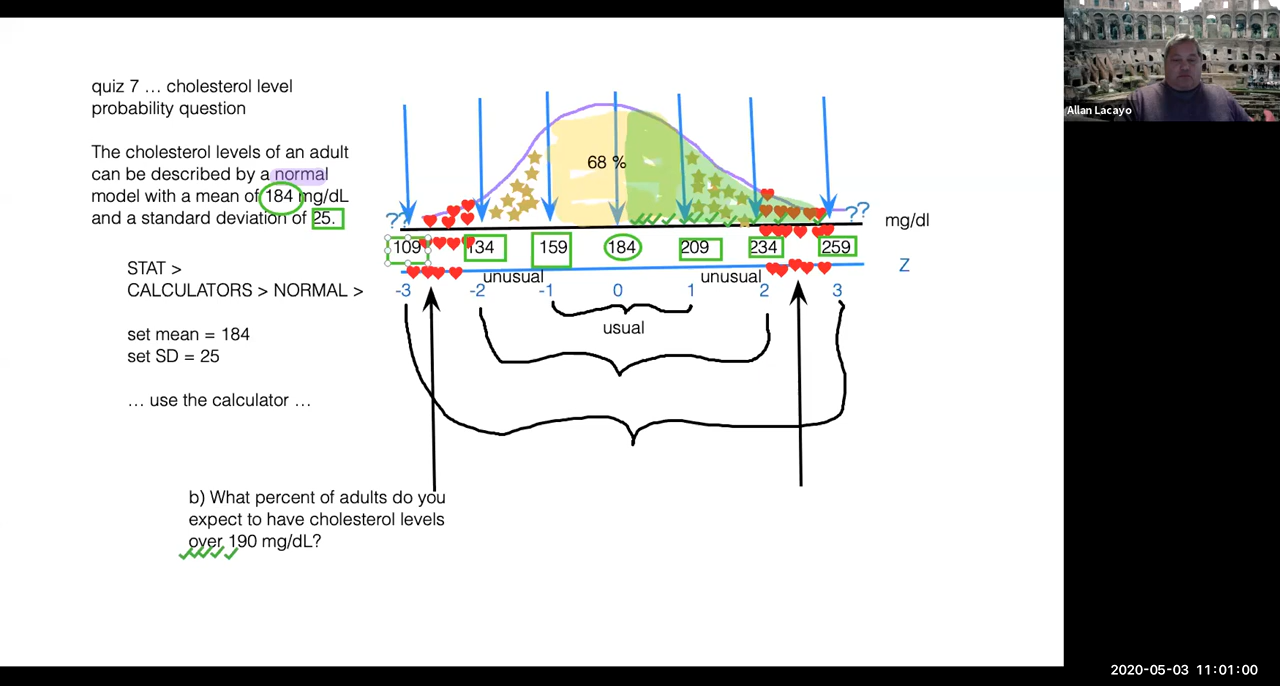 quiz 7 … cholesterol level
probability question
The cholesterol levels of an adult
can be described by a normal
model with a mean of 184 mg/dL
and a standard deviation of 25.
STAT >
CALCULATORS > NORMAL >
set mean = 184
set SD = 25
… use the calculator …
b) What percent of adults do you
expect to have cholesterol levels
over 190 mg/dL?
68 %
?? ??
mg/dl
109 134 159 184 209 234 259
Z
unusual unusual
-3 -2 -1 0 1 2 3
usual
Allan Lacayo
2020-05-03 11:01:00